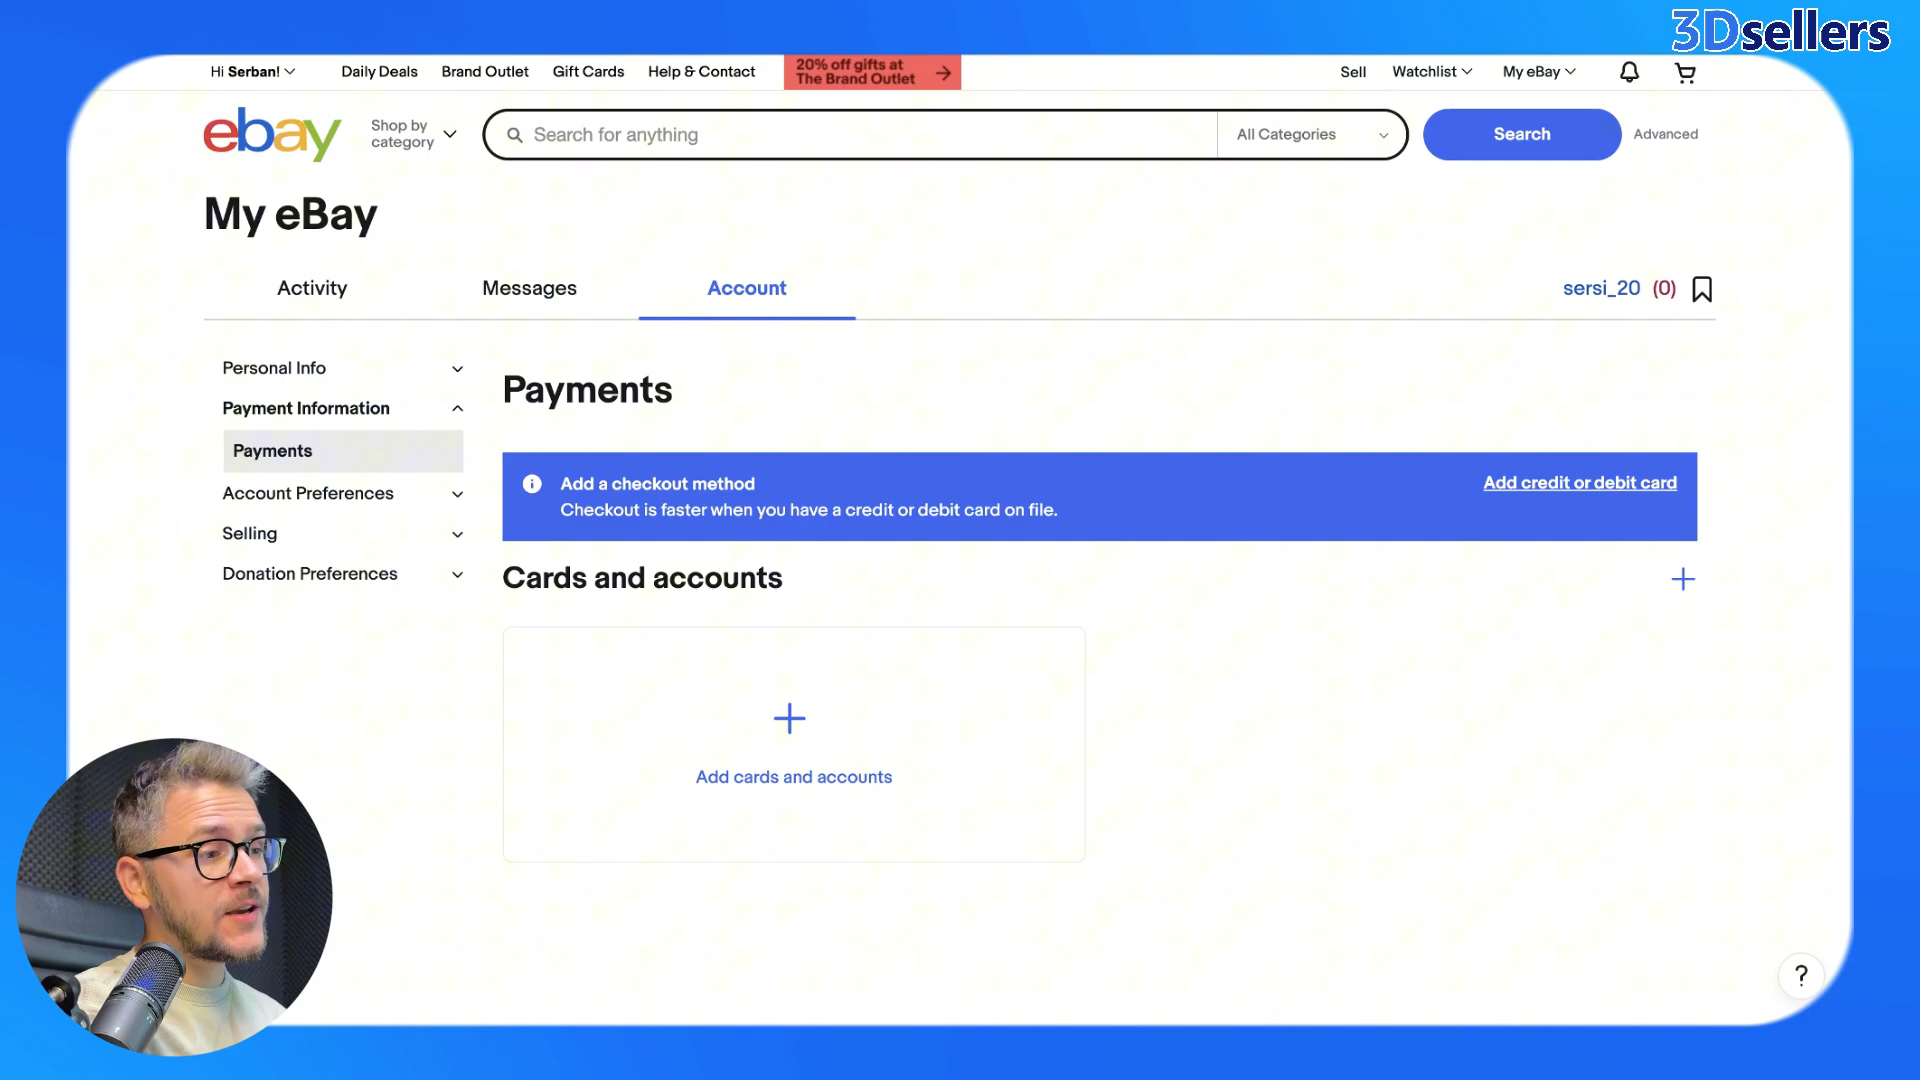 3Dsellers
Hi Serban!
Daily Deals
Brand Outlet
Gift Cards
Help & Contact
20% off gifts at
The Brand Outlet
Sell
Watchlist
My eBay
ebay
Shop by
category
Search for anything
All Categories
Search
Advanced
My eBay
Activity
Messages
Account
sersi_20 (0)
Personal Info
Payment Information
Payments
Account Preferences
Selling
Donation Preferences
Payments
Add a checkout method
Add credit or debit card
Checkout is faster when you have a credit or debit card on file.
Cards and accounts
Add cards and accounts
?